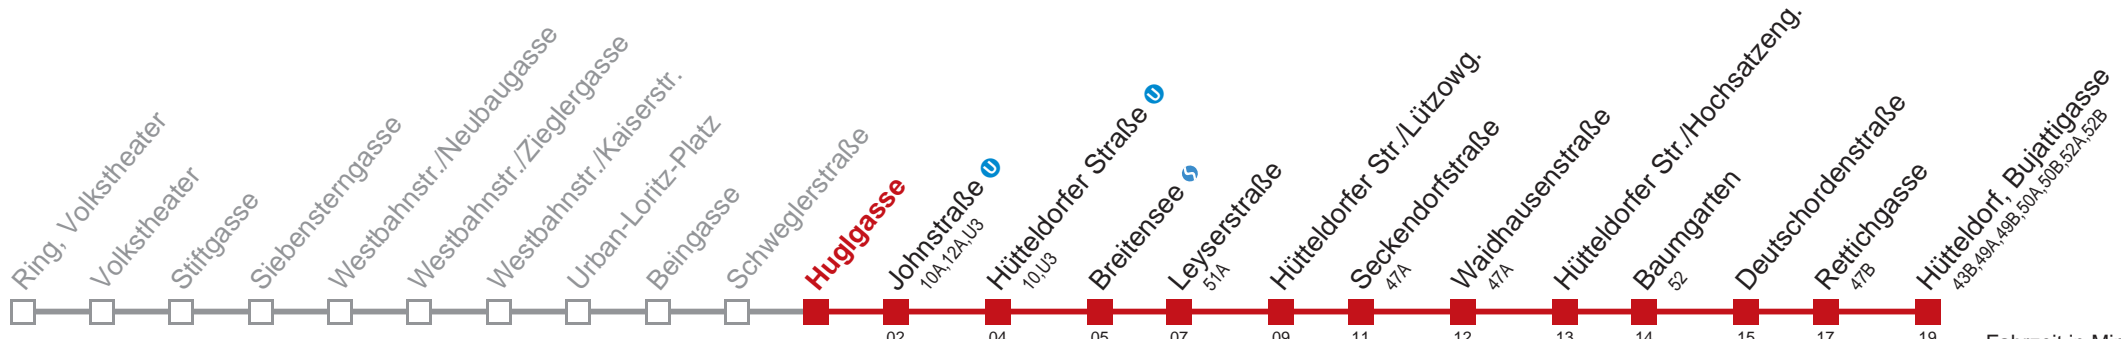 Ring, Volkstheater
Volkstheater
Stiftgasse
Siebensterngasse
Westbahnstr./Neubaugasse
Westbahnstr./Zieglergasse
Westbahnstr./Kaiserstr.
Urban-Loritz-Platz
Beingasse
Schweglerstraße
Huglgasse
Johnstraße U
10A,12A,U3
Hütteldorfer Straße U
10,U3
Breitensee S
Leyserstraße
51A
Hütteldorfer Str./Lützowg.
Seckendorfstraße
47A
Waidhausenstraße
47A
Hütteldorfer Str./Hochsatzeng.
Baumgarten
52
Deutschordenstraße
Rettichgasse
47B
Hütteldorf, Bujattigasse
43B,49A,49B,50A,50B,52A,52B
02 04 05 07 09 11 12 13 14 15 17 19
Fahrzeit in